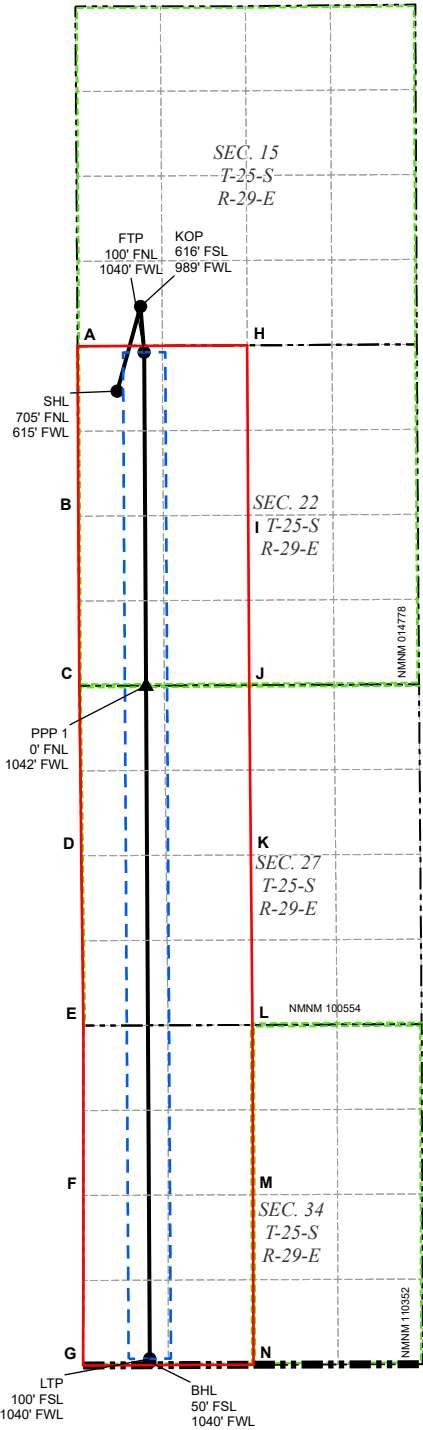 SEC. 15
T-25-S
R-29-E
FTP
100' FNL
1040' FWL
KOP
616' FSL
989' FWL
A
H
SHL
705' FNL
615' FWL
B
SEC. 22
I
T-25-S
R-29-E
NMNM 014778
C
J
PPP 1
0' FNL
1042' FWL
D
K
SEC. 27
T-25-S
R-29-E
E
L
NMNM 100554
F
M
SEC. 34
T-25-S
R-29-E
NMNM 110352
G
N
LTP
100' FSL
1040' FWL
BHL
50' FSL
1040' FWL